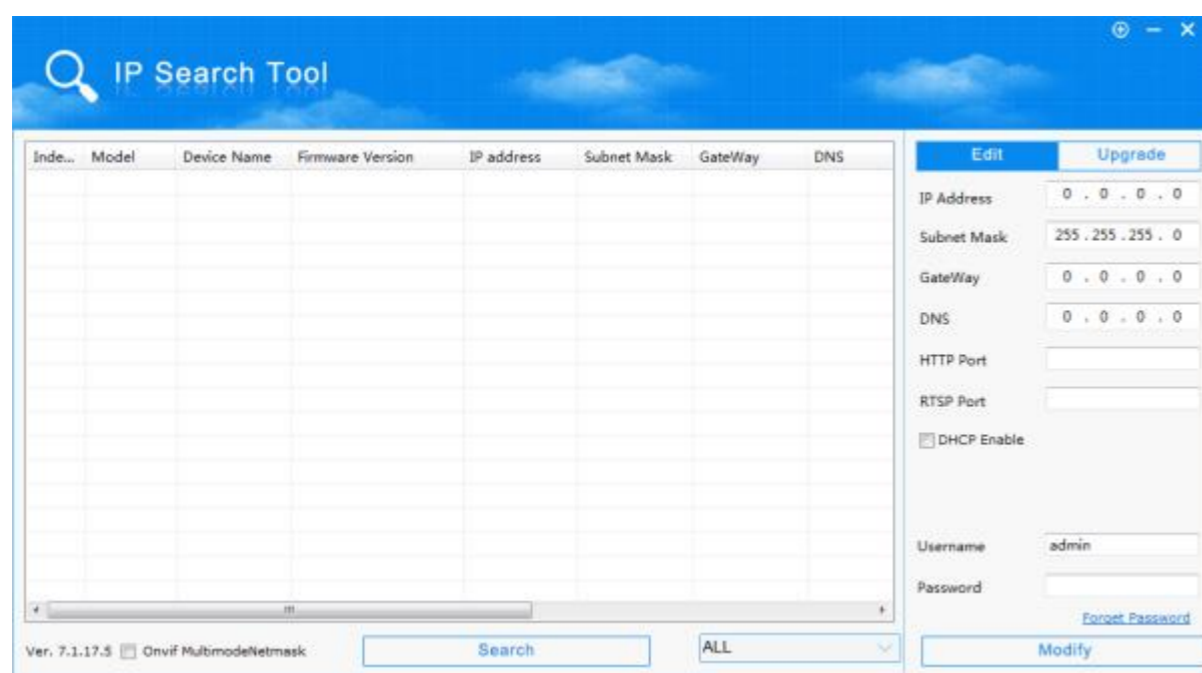 IP Search Tool
Inde... Model Device Name Firmware Version IP address Subnet Mask GateWay DNS
Edit Upgrade
IP Address 0 . 0 . 0 . 0
Subnet Mask 255 . 255 . 255 . 0
GateWay 0 . 0 . 0 . 0
DNS 0 . 0 . 0 . 0
HTTP Port
RTSP Port
DHCP Enable
Username admin
Password
Forget Password
Ver. 7.1.17.5 Onvif MultimodeNetmask Search ALL Modify